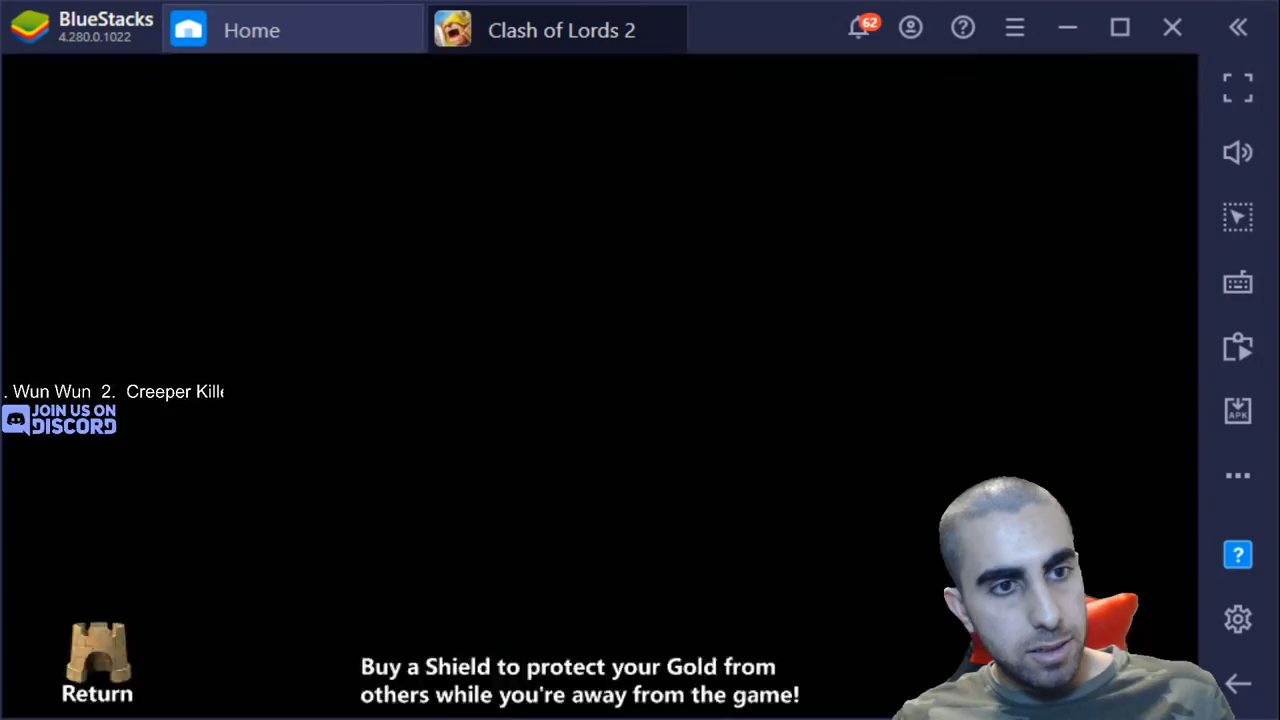 BlueStacks
4.280.0.1022
Home
Clash of Lords 2
62
. Wun Wun 2. Creeper Kill
JOIN US ON
DISCORD
APK
?
Return
Buy a Shield to protect your Gold from
others while you're away from the game!